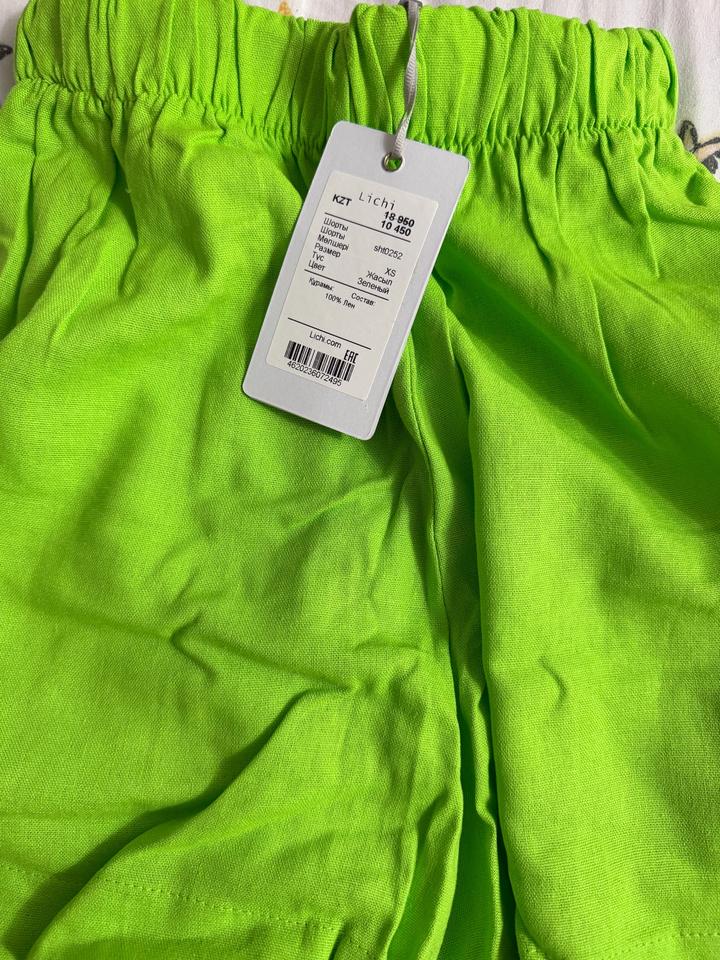 Lichi
KZT 18 950
10 450
Шорты
Шорты sht0252
Мөлшері
Размер XS
Түс Жасыл
Цвет Зеленый
Құрамы: Состав:
100% Лен
Lichi.com
EAC
4620236072495